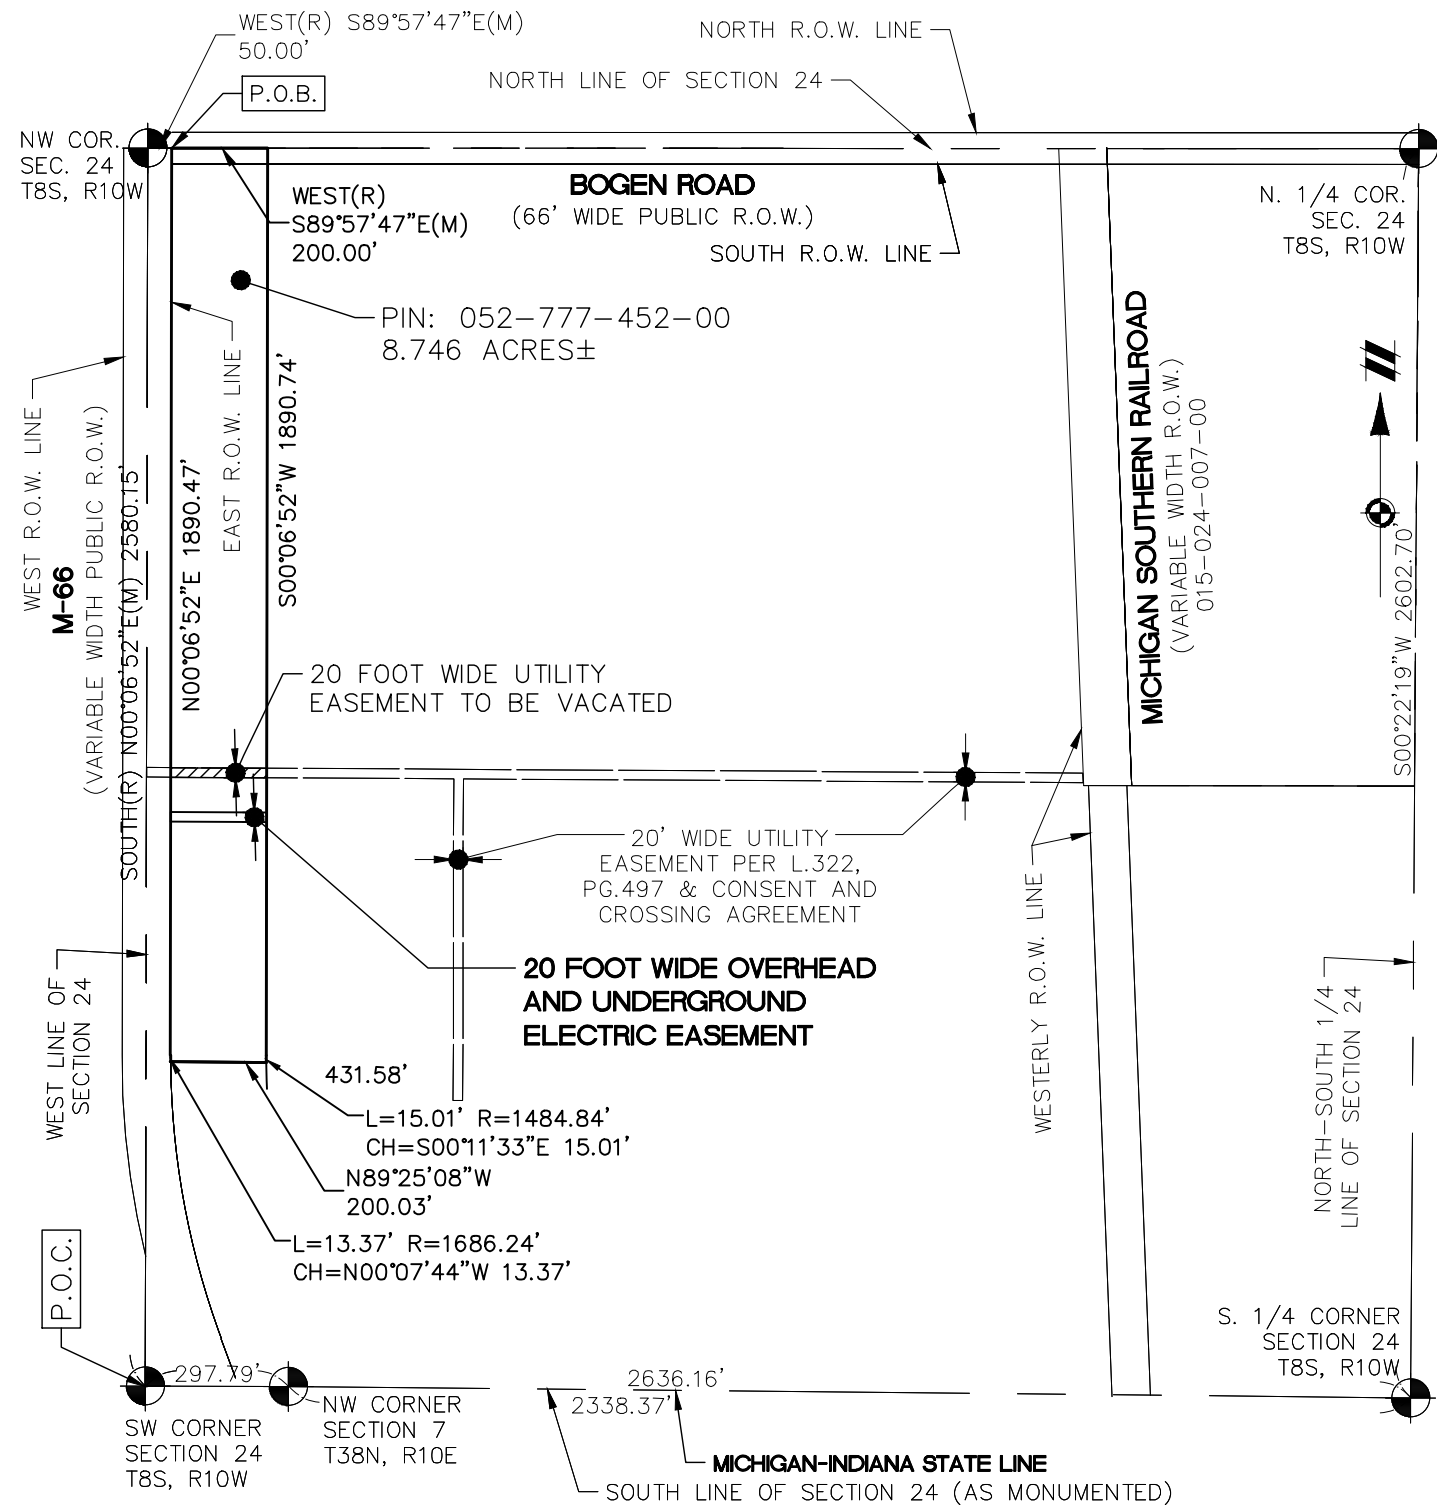 WEST(R) S89°57'47"E(M)
50.00'
NORTH R.O.W. LINE
NORTH LINE OF SECTION 24
P.O.B.
NW COR.
SEC. 24
T8S, R10W
WEST(R)
S89°57'47"E(M)
200.00'
BOGEN ROAD
(66' WIDE PUBLIC R.O.W.)
SOUTH R.O.W. LINE
N. 1/4 COR.
SEC. 24
T8S, R10W
PIN: 052-777-452-00
8.746 ACRES±
WEST R.O.W. LINE
M-66
(VARIABLE WIDTH PUBLIC R.O.W.)
SOUTH(R) N00°06'52"E(M) 2580.15'
N00°06'52"E 1890.47'
EAST R.O.W. LINE
S00°06'52"W 1890.74'
MICHIGAN SOUTHERN RAILROAD
(VARIABLE WIDTH R.O.W.)
015-024-007-00
S00°22'19"W 2602.70'
20 FOOT WIDE UTILITY
EASEMENT TO BE VACATED
20' WIDE UTILITY
EASEMENT PER L.322,
PG.497 & CONSENT AND
CROSSING AGREEMENT
20 FOOT WIDE OVERHEAD
AND UNDERGROUND
ELECTRIC EASEMENT
WEST LINE OF
SECTION 24
WESTERLY R.O.W. LINE
NORTH-SOUTH 1/4
LINE OF SECTION 24
431.58'
L=15.01' R=1484.84'
CH=S00°11'33"E 15.01'
N89°25'08"W
200.03'
L=13.37' R=1686.24'
CH=N00°07'44"W 13.37'
P.O.C.
S. 1/4 CORNER
SECTION 24
T8S, R10W
297.79'
2636.16'
2338.37'
SW CORNER
SECTION 24
T8S, R10W
NW CORNER
SECTION 7
T38N, R10E
MICHIGAN-INDIANA STATE LINE
SOUTH LINE OF SECTION 24 (AS MONUMENTED)